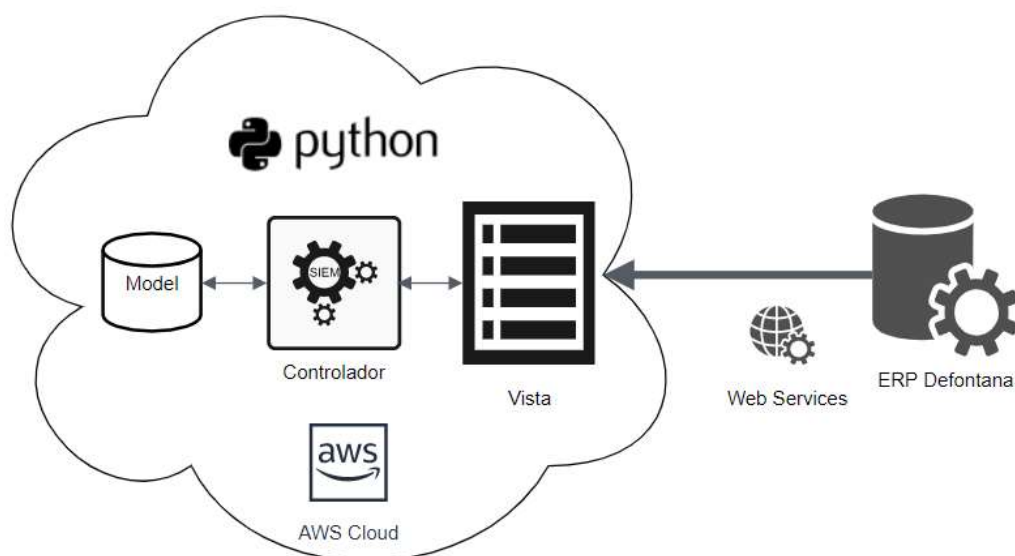 python
Model
SIEM
Controlador
Vista
Web Services
ERP Defontana
aws
AWS Cloud